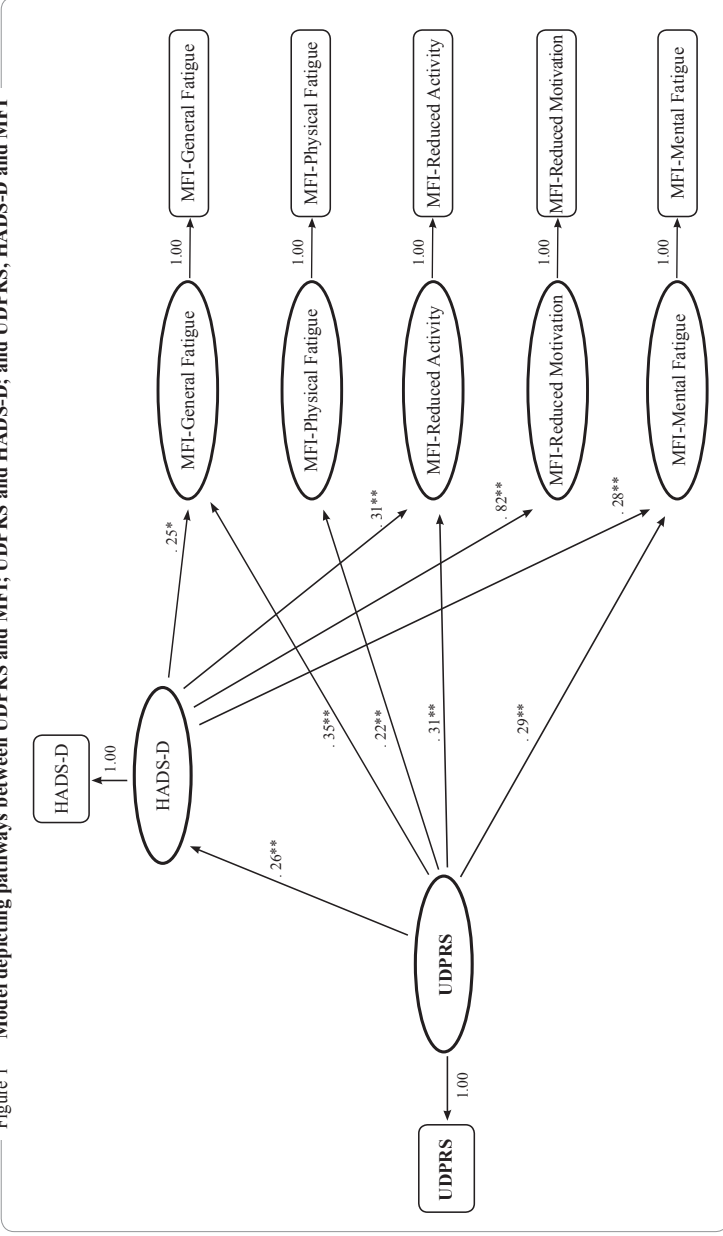 Figure 1 Model depicting pathways between UDPRS and MFI; UDPRS and HADS-D; and UDPRS, HADS-D and MFI
HADS-D
1.00
HADS-D
UDPRS
1.00
UDPRS
. 26**
. 25*
. 35**
. 22**
. 31**
. 29**
. 31**
. 82**
. 28**
MFI-General Fatigue
1.00
MFI-General Fatigue
MFI-Physical Fatigue
1.00
MFI-Physical Fatigue
MFI-Reduced Activity
1.00
MFI-Reduced Activity
MFI-Reduced Motivation
1.00
MFI-Reduced Motivation
MFI-Mental Fatigue
1.00
MFI-Mental Fatigue